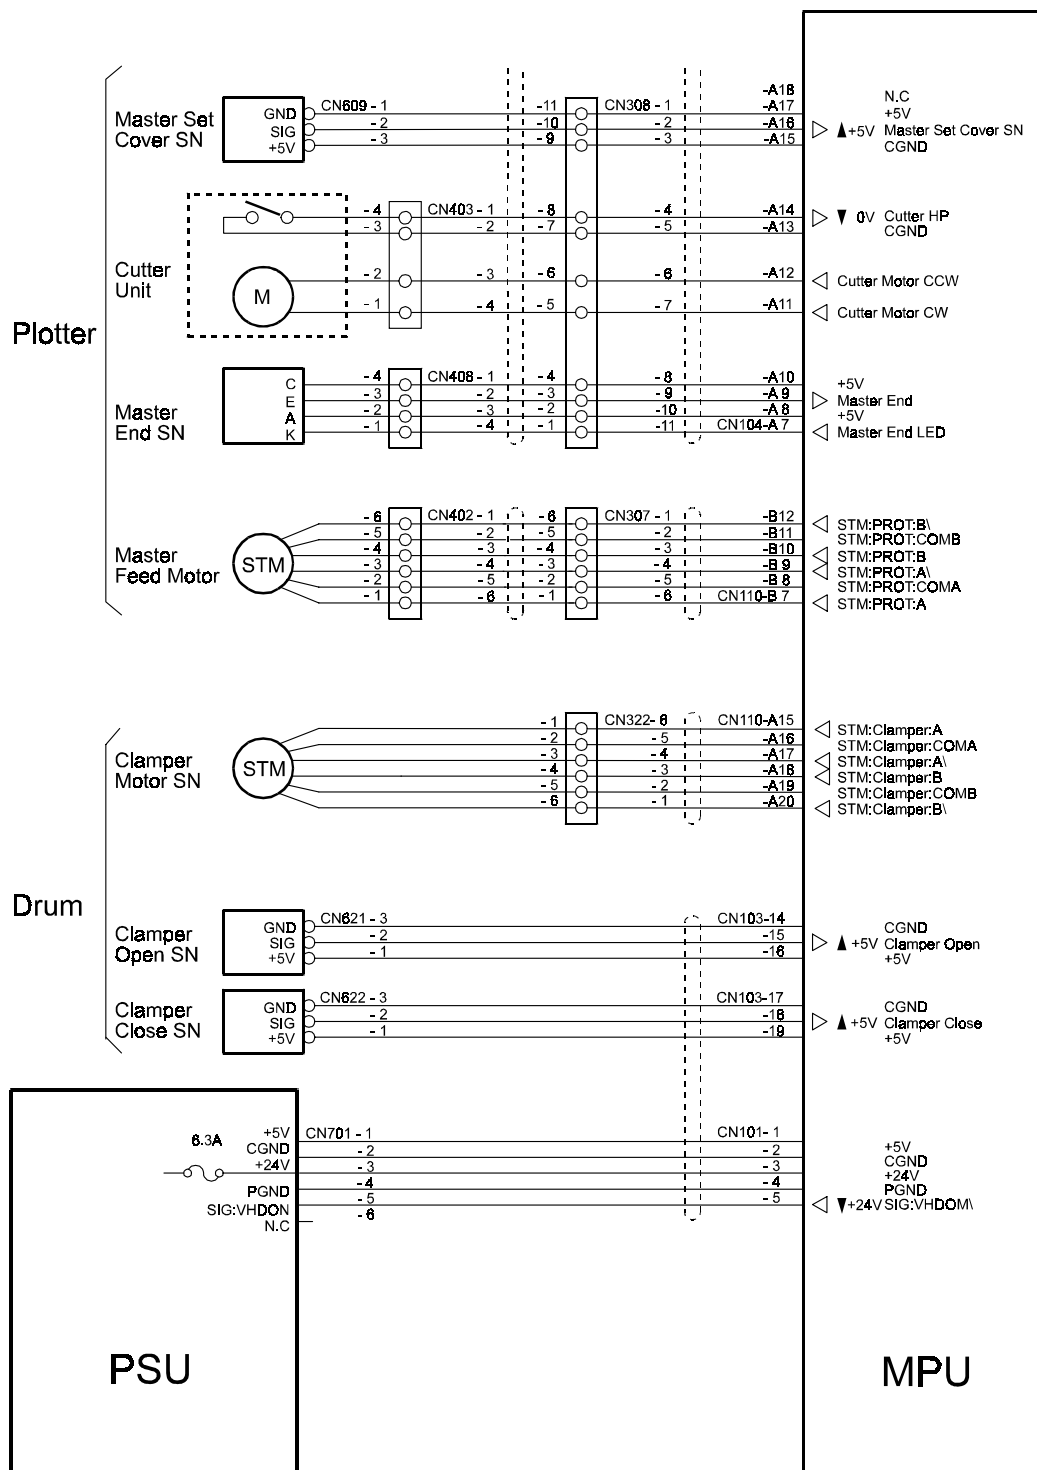 Plotter
Master Set
Cover SN
GND
SIG
+5V
CN609 - 1
- 2
- 3
-11
-10
- 9
CN308 - 1
- 2
- 3
-A18
-A17
-A16
-A15
N.C
+5V
+5V Master Set Cover SN
CGND
Cutter
Unit
M
- 4
- 3
- 2
- 1
CN403 - 1
- 2
- 3
- 4
- 8
- 7
- 6
- 5
- 4
- 5
- 6
- 7
-A14
-A13
-A12
-A11
0V Cutter HP
CGND
Cutter Motor CCW
Cutter Motor CW
Master
End SN
C
E
A
K
- 4
- 3
- 2
- 1
CN408 - 1
- 2
- 3
- 4
- 4
- 3
- 2
- 1
- 8
- 9
-10
-11
-A10
-A 9
-A 8
CN104-A 7
+5V
Master End
+5V
Master End LED
Master
Feed Motor
STM
- 6
- 5
- 4
- 3
- 2
- 1
CN402 - 1
- 2
- 3
- 4
- 5
- 6
- 6
- 5
- 4
- 3
- 2
- 1
CN307 - 1
- 2
- 3
- 4
- 5
- 6
-B12
-B11
-B10
-B 9
-B 8
CN110-B 7
STM:PROT:B\
STM:PROT:COMB
STM:PROT:B
STM:PROT:A\
STM:PROT:COMA
STM:PROT:A
Drum
Clamper
Motor SN
STM
- 1
- 2
- 3
- 4
- 5
- 6
CN322- 6
- 5
- 4
- 3
- 2
- 1
CN110-A15
-A16
-A17
-A18
-A19
-A20
STM:Clamper:A
STM:Clamper:COMA
STM:Clamper:A\
STM:Clamper:B
STM:Clamper:COMB
STM:Clamper:B\
Clamper
Open SN
GND
SIG
+5V
CN621 - 3
- 2
- 1
CN103-14
-15
-16
CGND
+5V Clamper Open
+5V
Clamper
Close SN
GND
SIG
+5V
CN622 - 3
- 2
- 1
CN103-17
-18
-19
CGND
+5V Clamper Close
+5V
6.3A
+5V
CGND
+24V
PGND
SIG:VHDON
N.C
CN701 - 1
- 2
- 3
- 4
- 5
- 6
CN101- 1
- 2
- 3
- 4
- 5
+5V
CGND
+24V
PGND
+24V SIG:VHDOM\
PSU
MPU